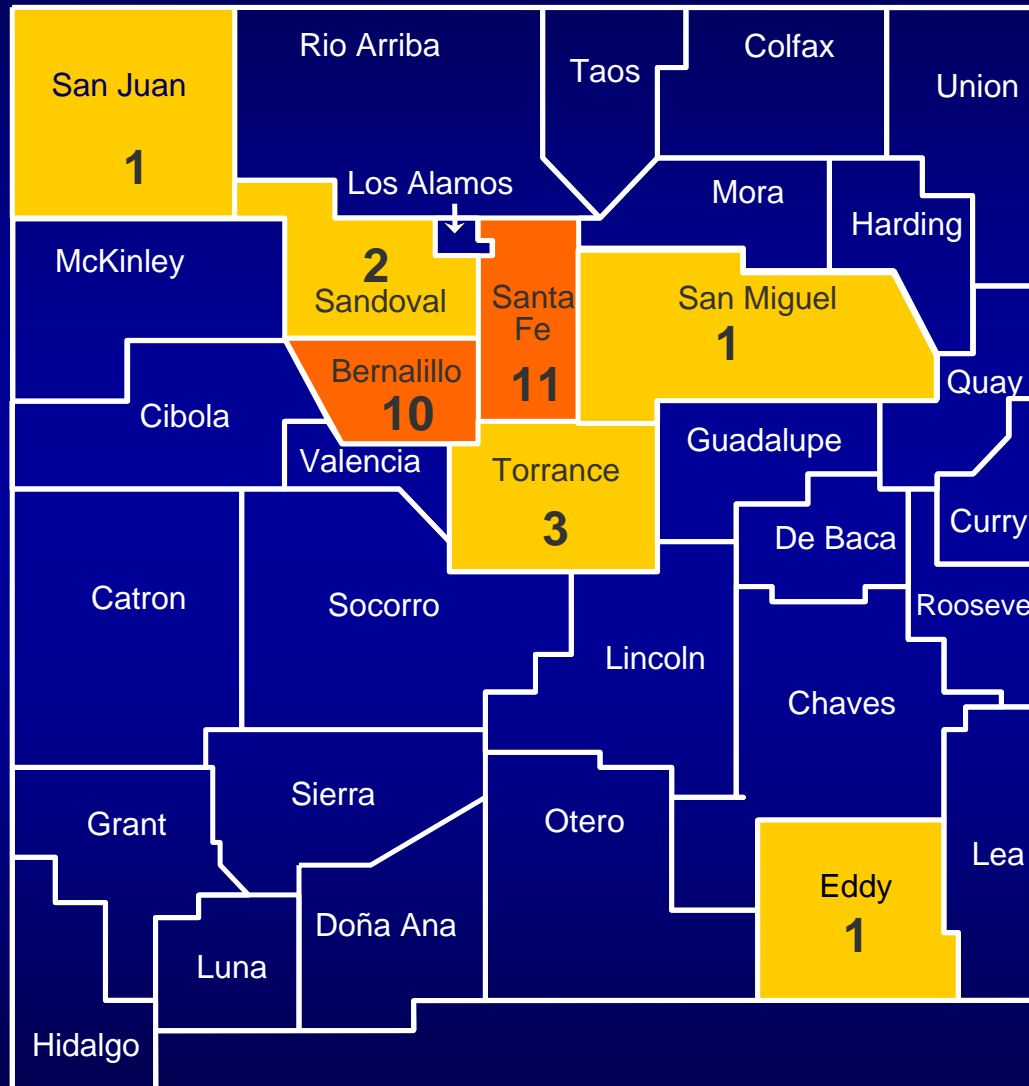 Rio Arriba
Colfax
Taos
San Juan
Union
1
Los Alamos
Mora
Harding
McKinley
2
Sandoval
Santa
Fe
11
San Miguel
1
Bernalillo
10
Quay
Cibola
Guadalupe
Valencia
Torrance
3
Curry
De Baca
Catron
Socorro
Rooseve
Lincoln
Chaves
Sierra
Grant
Otero
Lea
Eddy
1
Doña Ana
Luna
Hidalgo